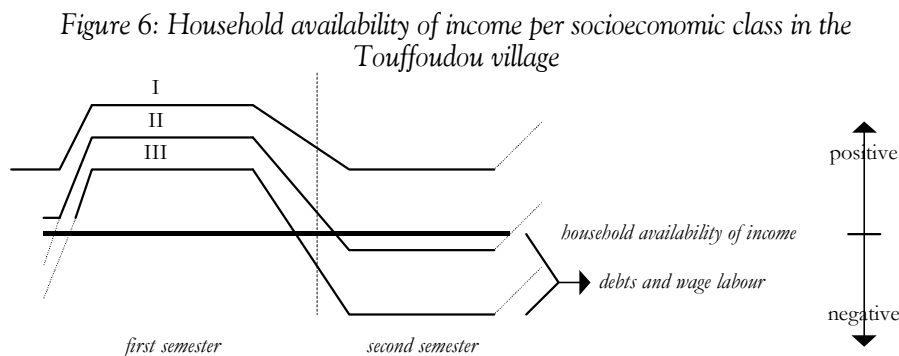 Figure 6: Household availability of income per socioeconomic class in the
Touffoudou village
I
II
III
positive
household availability of income
debts and wage labour
negative
first semester
second semester